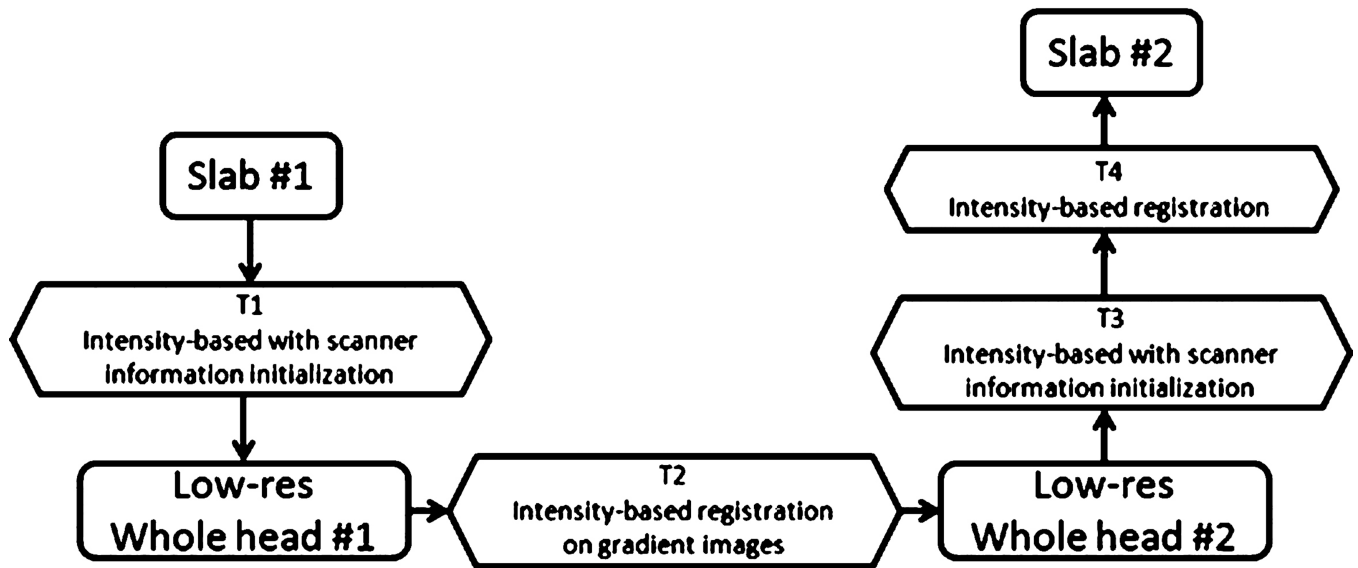 Slab #1
T1
Intensity-based with scanner
information initialization
Low-res
Whole head #1
T2
Intensity-based registration
on gradient images
Low-res
Whole head #2
T3
Intensity-based with scanner
information initialization
T4
Intensity-based registration
Slab #2